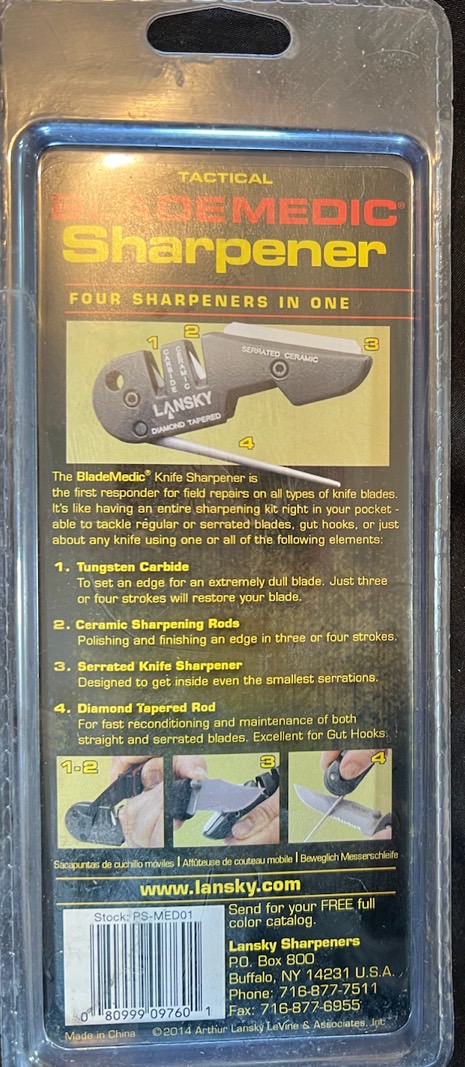 TACTICAL
BLADEMEDIC®
Sharpener
FOUR SHARPENERS IN ONE
1
2
3
CARBIDE
CERAMIC
SERRATED CERAMIC
LANSKY
DIAMOND TAPERED
4
The BladeMedic® Knife Sharpener is
the first responder for field repairs on all types of knife blades.
It's like having an entire sharpening kit right in your pocket -
able to tackle regular or serrated blades, gut hooks, or just
about any knife using one or all of the following elements:
1. Tungsten Carbide
To set an edge for an extremely dull blade. Just three
or four strokes will restore your blade.
2. Ceramic Sharpening Rods
Polishing and finishing an edge in three or four strokes.
3. Serrated Knife Sharpener
Designed to get inside even the smallest serrations.
4. Diamond Tapered Rod
For fast reconditioning and maintenance of both
straight and serrated blades. Excellent for Gut Hooks.
1-2
3
4
Sacapuntas de cuchillo móviles | Affûteuse de couteau mobile | Beweglich Messerschleife
www.lansky.com
Stock: PS-MED01
0 80999 09760 1
Send for your FREE full
color catalog.
Lansky Sharpeners
P.O. Box 800
Buffalo, NY 14231 U.S.A.
Phone: 716-877-7511
Fax: 716-877-6955
Made in China ©2014 Arthur Lansky LeVine & Associates, Inc